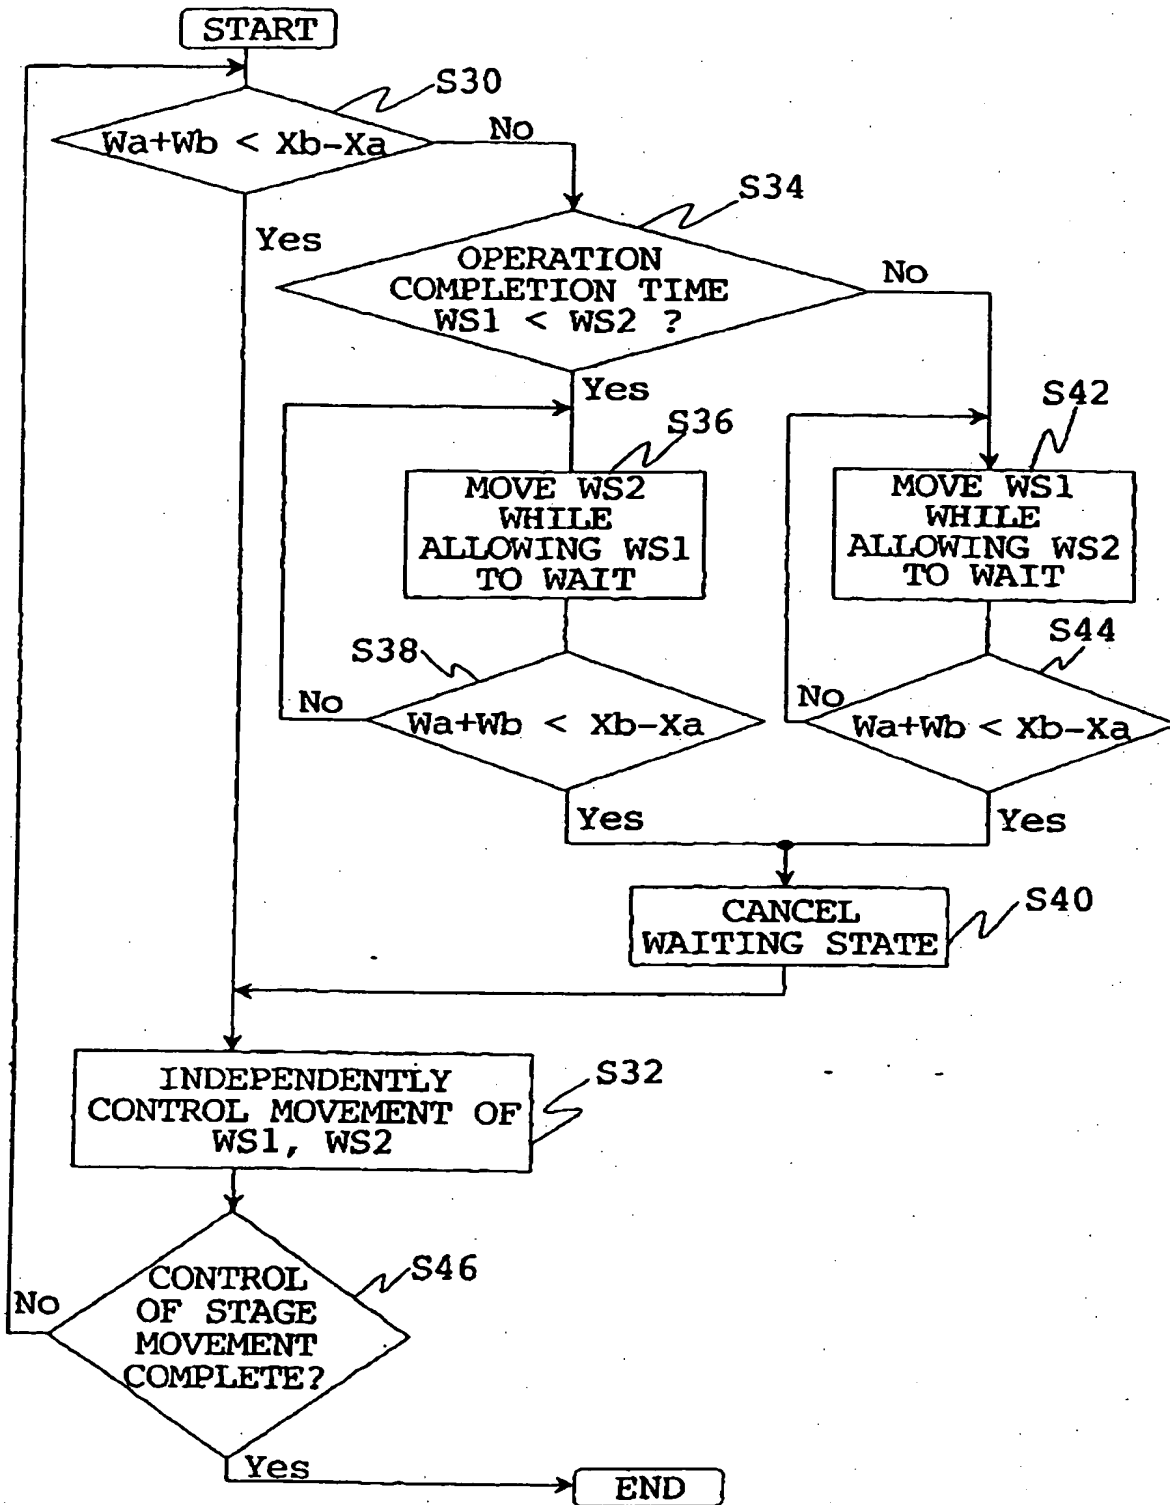 START
S30
Wa+Wb < Xb-Xa
No
Yes
S34
OPERATION
COMPLETION TIME
WS1 < WS2 ?
No
Yes
S36
MOVE WS2
WHILE
ALLOWING WS1
TO WAIT
S42
MOVE WS1
WHILE
ALLOWING WS2
TO WAIT
S38
No
Wa+Wb < Xb-Xa
Yes
S44
No
Wa+Wb < Xb-Xa
Yes
S40
CANCEL
WAITING STATE
S32
INDEPENDENTLY
CONTROL MOVEMENT OF
WS1, WS2
S46
CONTROL
OF STAGE
MOVEMENT
COMPLETE?
No
Yes
END